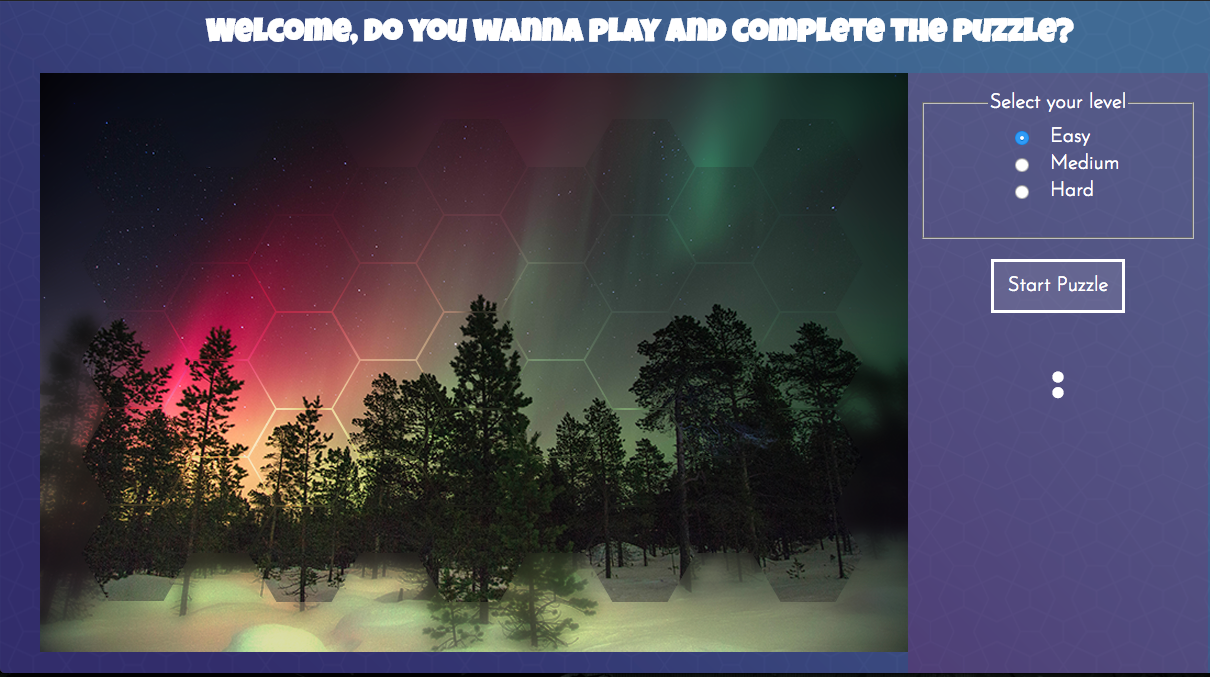 Welcome, Do you wanna play and complete the puzzle?
Select your level
Easy
Medium
Hard
Start Puzzle
: